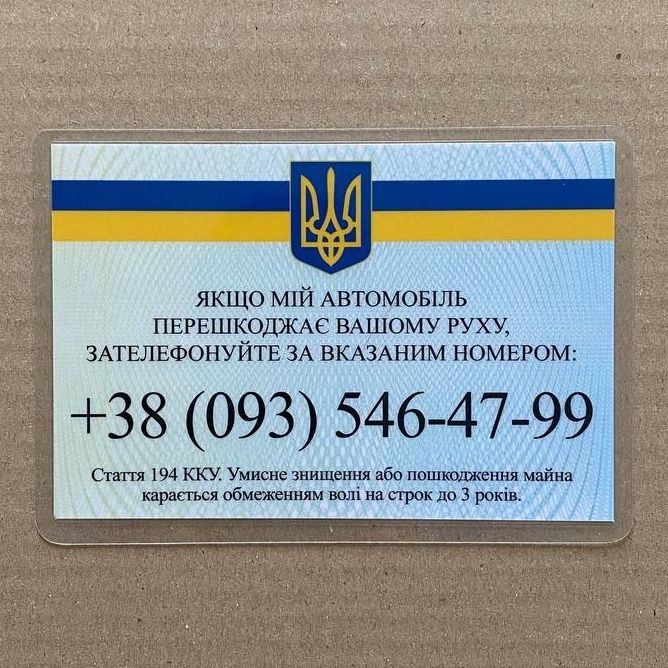 ЯКЩО МІЙ АВТОМОБІЛЬ
ПЕРЕШКОДЖАЄ ВАШОМУ РУХУ,
ЗАТЕЛЕФОНУЙТЕ ЗА ВКАЗАНИМ НОМЕРОМ:
+38 (093) 546-47-99
Стаття 194 ККУ. Умисне знищення або пошкодження майна
карається обмеженням волі на строк до 3 років.